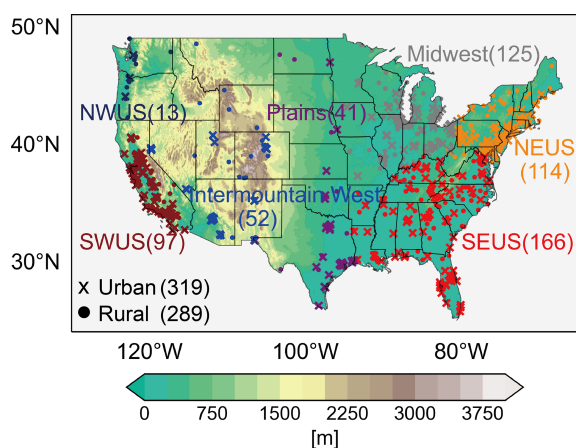 50°N
Midwest(125)
NWUS(13)
Plains(41)
40°N
NEUS
(114)
Intermountain West
(52)
SWUS(97)
SEUS(166)
30°N
× Urban (319)
● Rural (289)
120°W 100°W 80°W
0 750 1500 2250 3000 3750
[m]